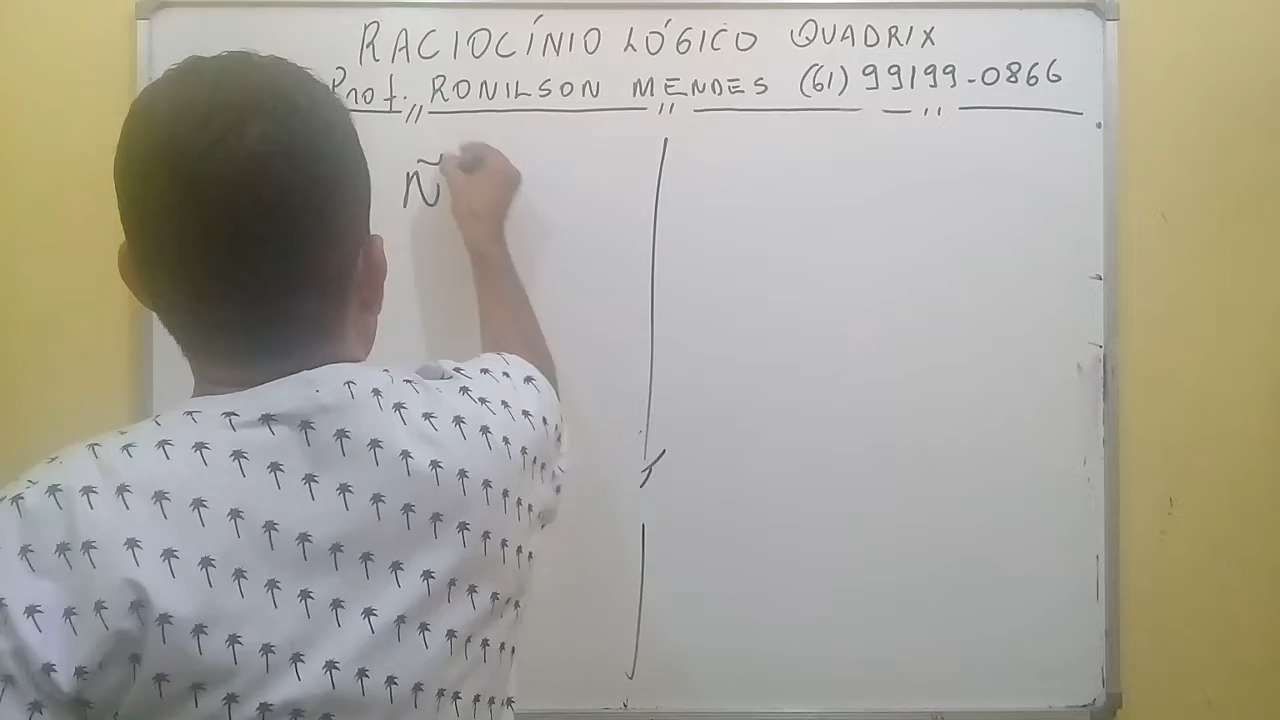 RACIOCÍNIO LÓGICO QUADRIX
Prof. RONILSON MENDES (61) 99199-0866
Ñ